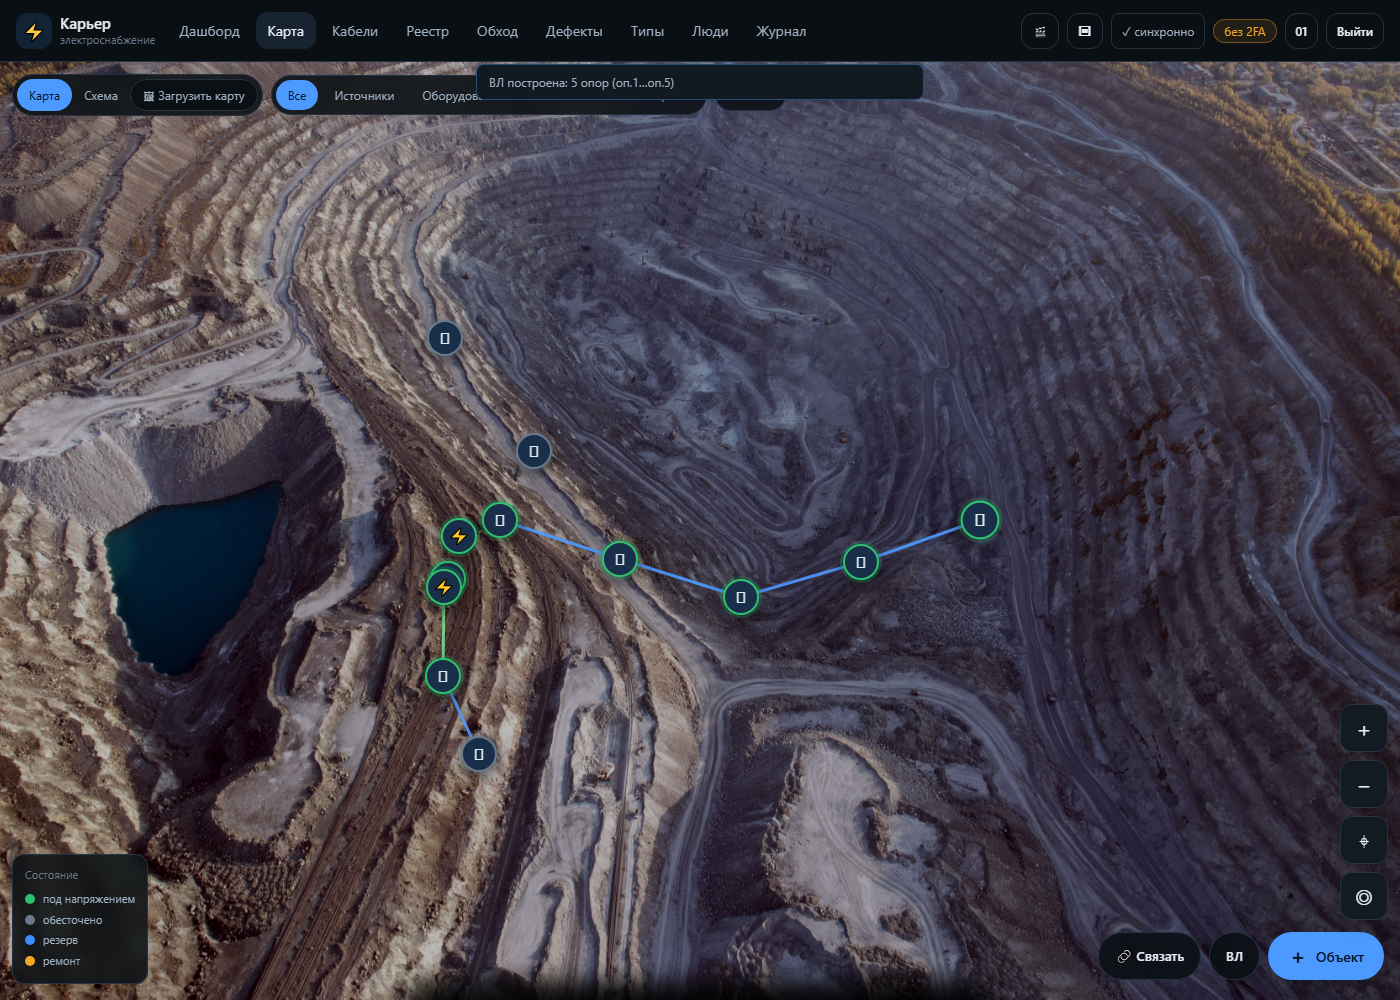 Карьер
электроснабжение
Дашборд
Карта
Кабели
Реестр
Обход
Дефекты
Типы
Люди
Журнал
✓ синхронно
без 2FA
01
Выйти
ВЛ построена: 5 опор (оп.1…оп.5)
Карта
Схема
Загрузить карту
Все
Источники
Состояние
под напряжением
обесточено
резерв
ремонт
+
−
Связать
ВЛ
+ Объект